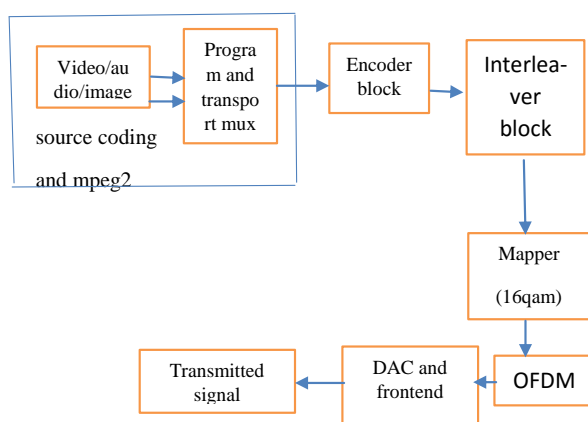 Video/au
dio/image
Progra
m and
transpo
rt mux
source coding
and mpeg2
Encoder
block
Interlea-
ver
block
Mapper
(16qam)
OFDM
DAC and
frontend
Transmitted
signal